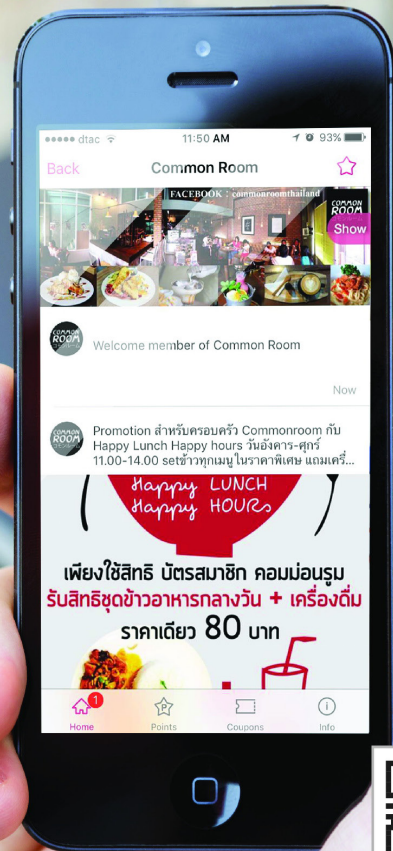 dtac
11:50 AM
93%
Back
Common Room
FACEBOOK : commonroomthailand
COMMON
ROOM
Show
COMMON
ROOM
Welcome member of Common Room
Now
COMMON
ROOM
Promotion สำหรับครอบครัว Commonroom กับ
Happy Lunch Happy hours วันอังคาร-ศุกร์
11.00-14.00 setข้าวทุกเมนูในราคาพิเศษ แถมเครื่...
Happy LUNCH
Happy HOURs
เพียงใช้สิทธิ บัตรสมาชิก คอมม่อนรูม
รับสิทธิชุดข้าวอาหารกลางวัน + เครื่องดื่ม
ราคาเดียว 80 บาท
1
P
Home
Points
Coupons
Info